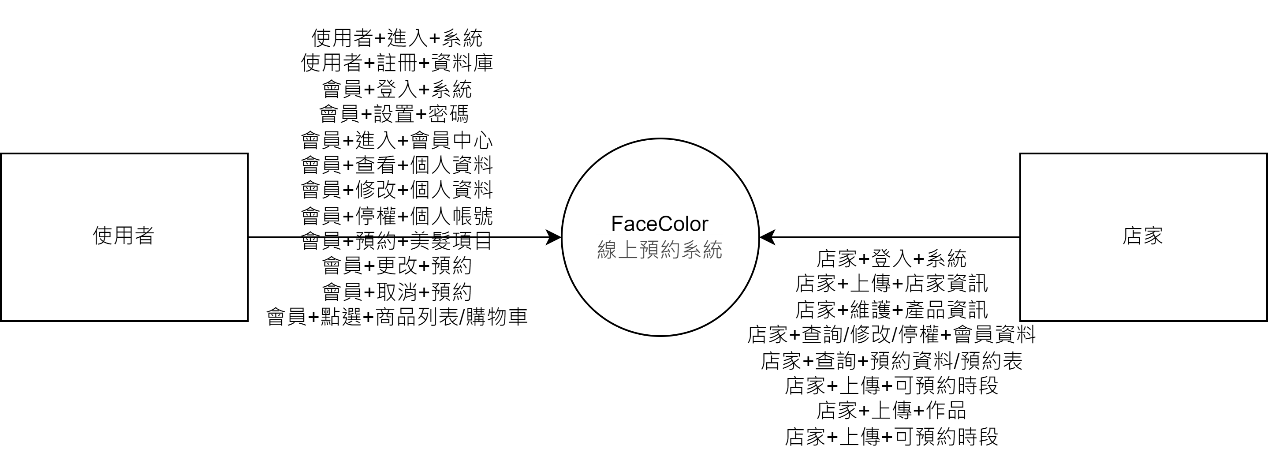 使用者+進入+系統
使用者+註冊+資料庫
會員+登入+系統
會員+設置+密碼
會員+進入+會員中心
會員+查看+個人資料
會員+修改+個人資料
會員+停權+個人帳號
會員+預約+美髮項目
會員+更改+預約
會員+取消+預約
會員+點選+商品列表/購物車
使用者
FaceColor
線上預約系統
店家
店家+登入+系統
店家+上傳+店家資訊
店家+維護+產品資訊
店家+查詢/修改/停權+會員資料
店家+查詢+預約資料/預約表
店家+上傳+可預約時段
店家+上傳+作品
店家+上傳+可預約時段